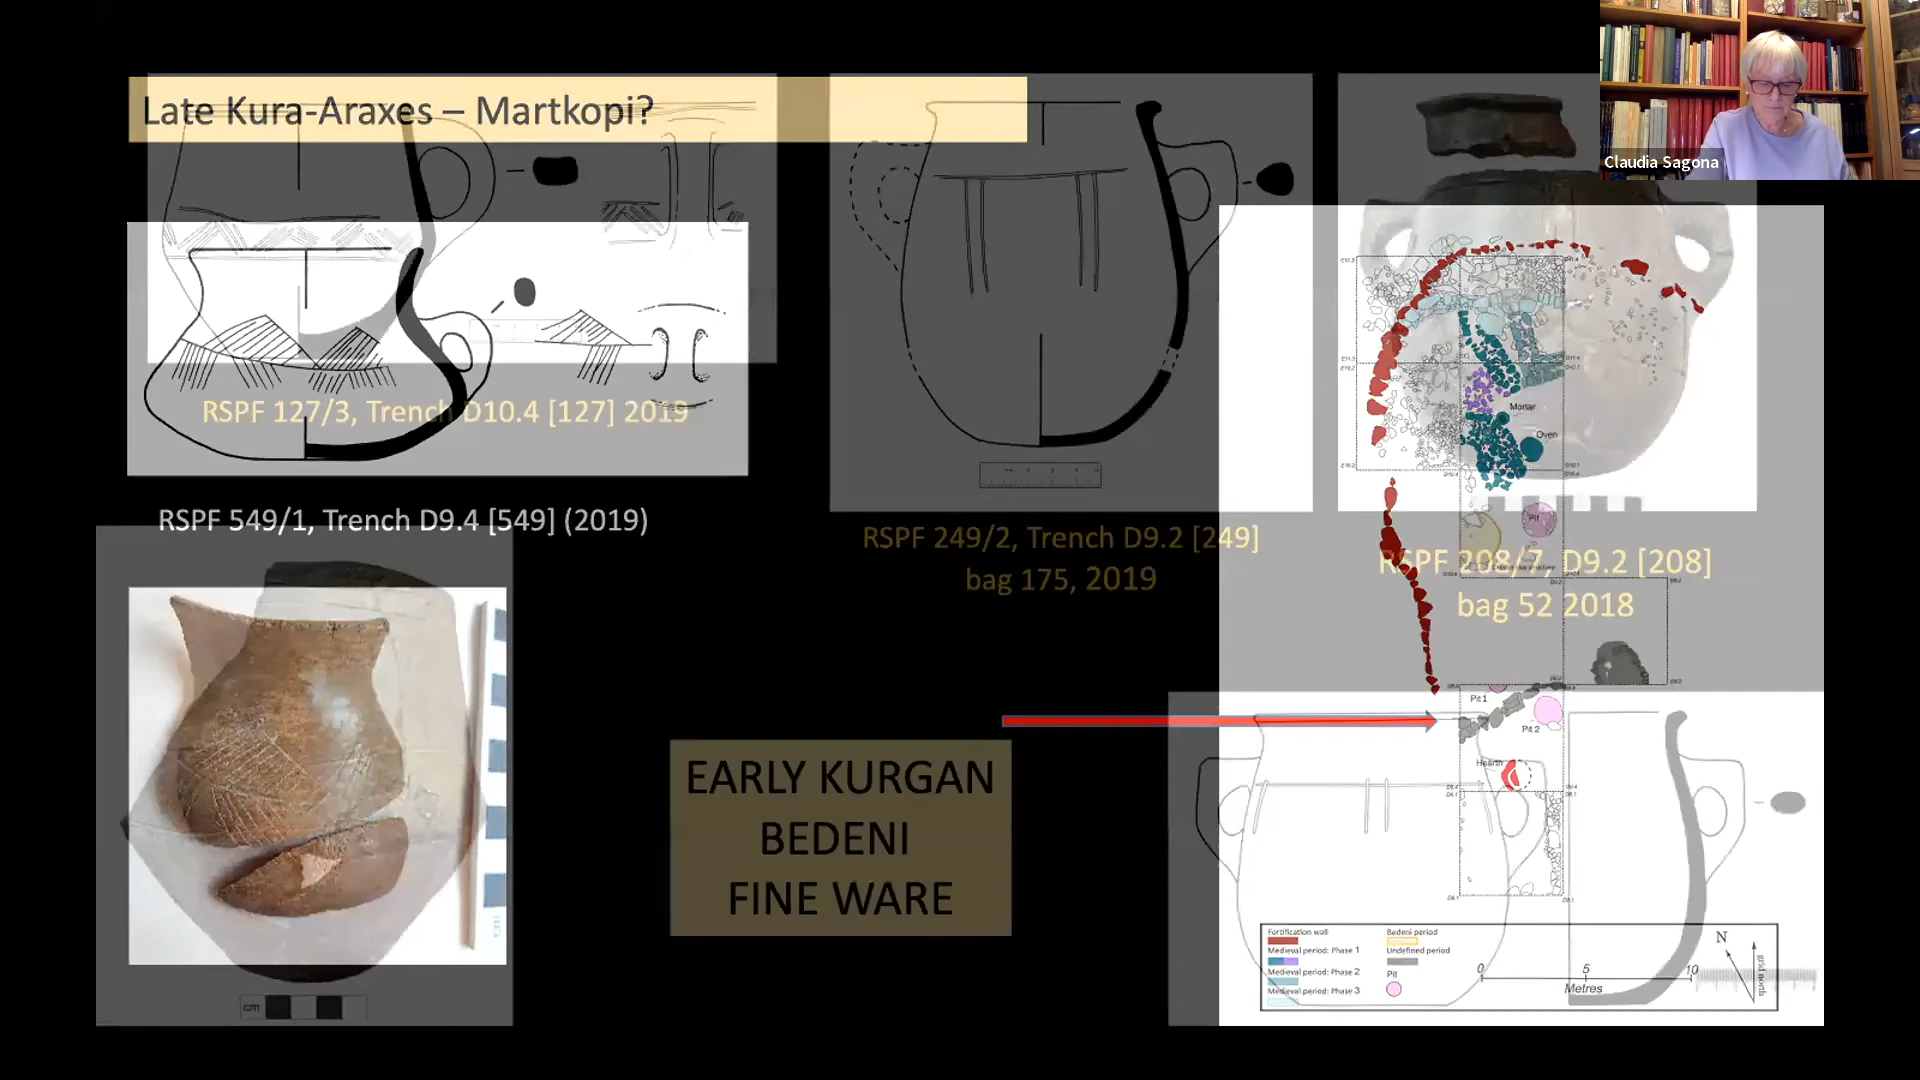 Late Kura-Araxes – Martkopi?
Claudia Sagona
RSPF 127/3, Trench D10.4 [127] 2019
RSPF 549/1, Trench D9.4 [549] (2019)
RSPF 249/2, Trench D9.2 [249]
bag 175, 2019
RSPF 208/7, D9.2 [208]
bag 52 2018
EARLY KURGAN
BEDENI
FINE WARE
Mortar
Oven
Pit
Pit 1
Pit 2
Hearth
Fortification wall
Medieval period: Phase 1
Medieval period: Phase 2
Medieval period: Phase 3
Bedeni period
Undefined period
Pit
0 5 10
Metres
N
grid north
cm